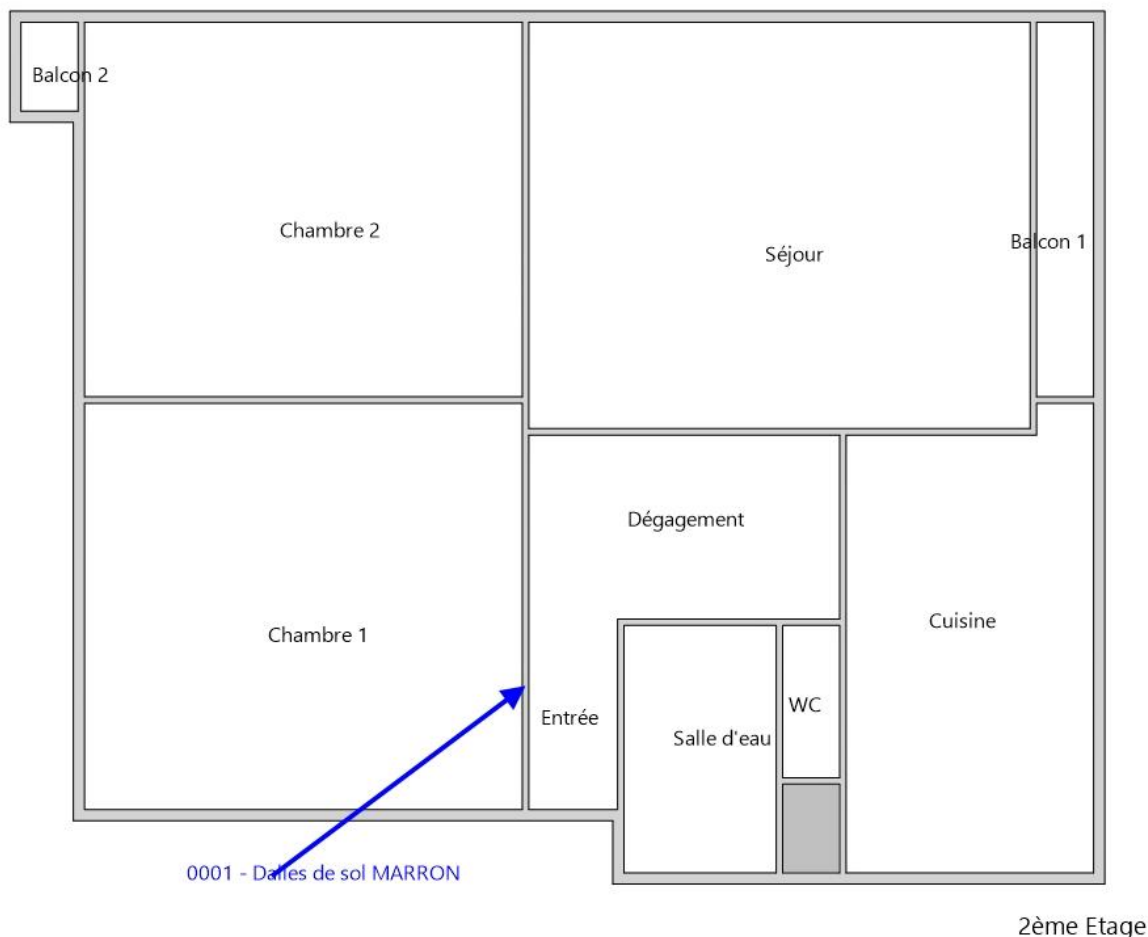 Balcon 2
Chambre 2
Séjour
Balcon 1
Dégagement
Cuisine
Chambre 1
WC
Entrée
Salle d'eau
0001 - Dalles de sol MARRON
2ème Etage